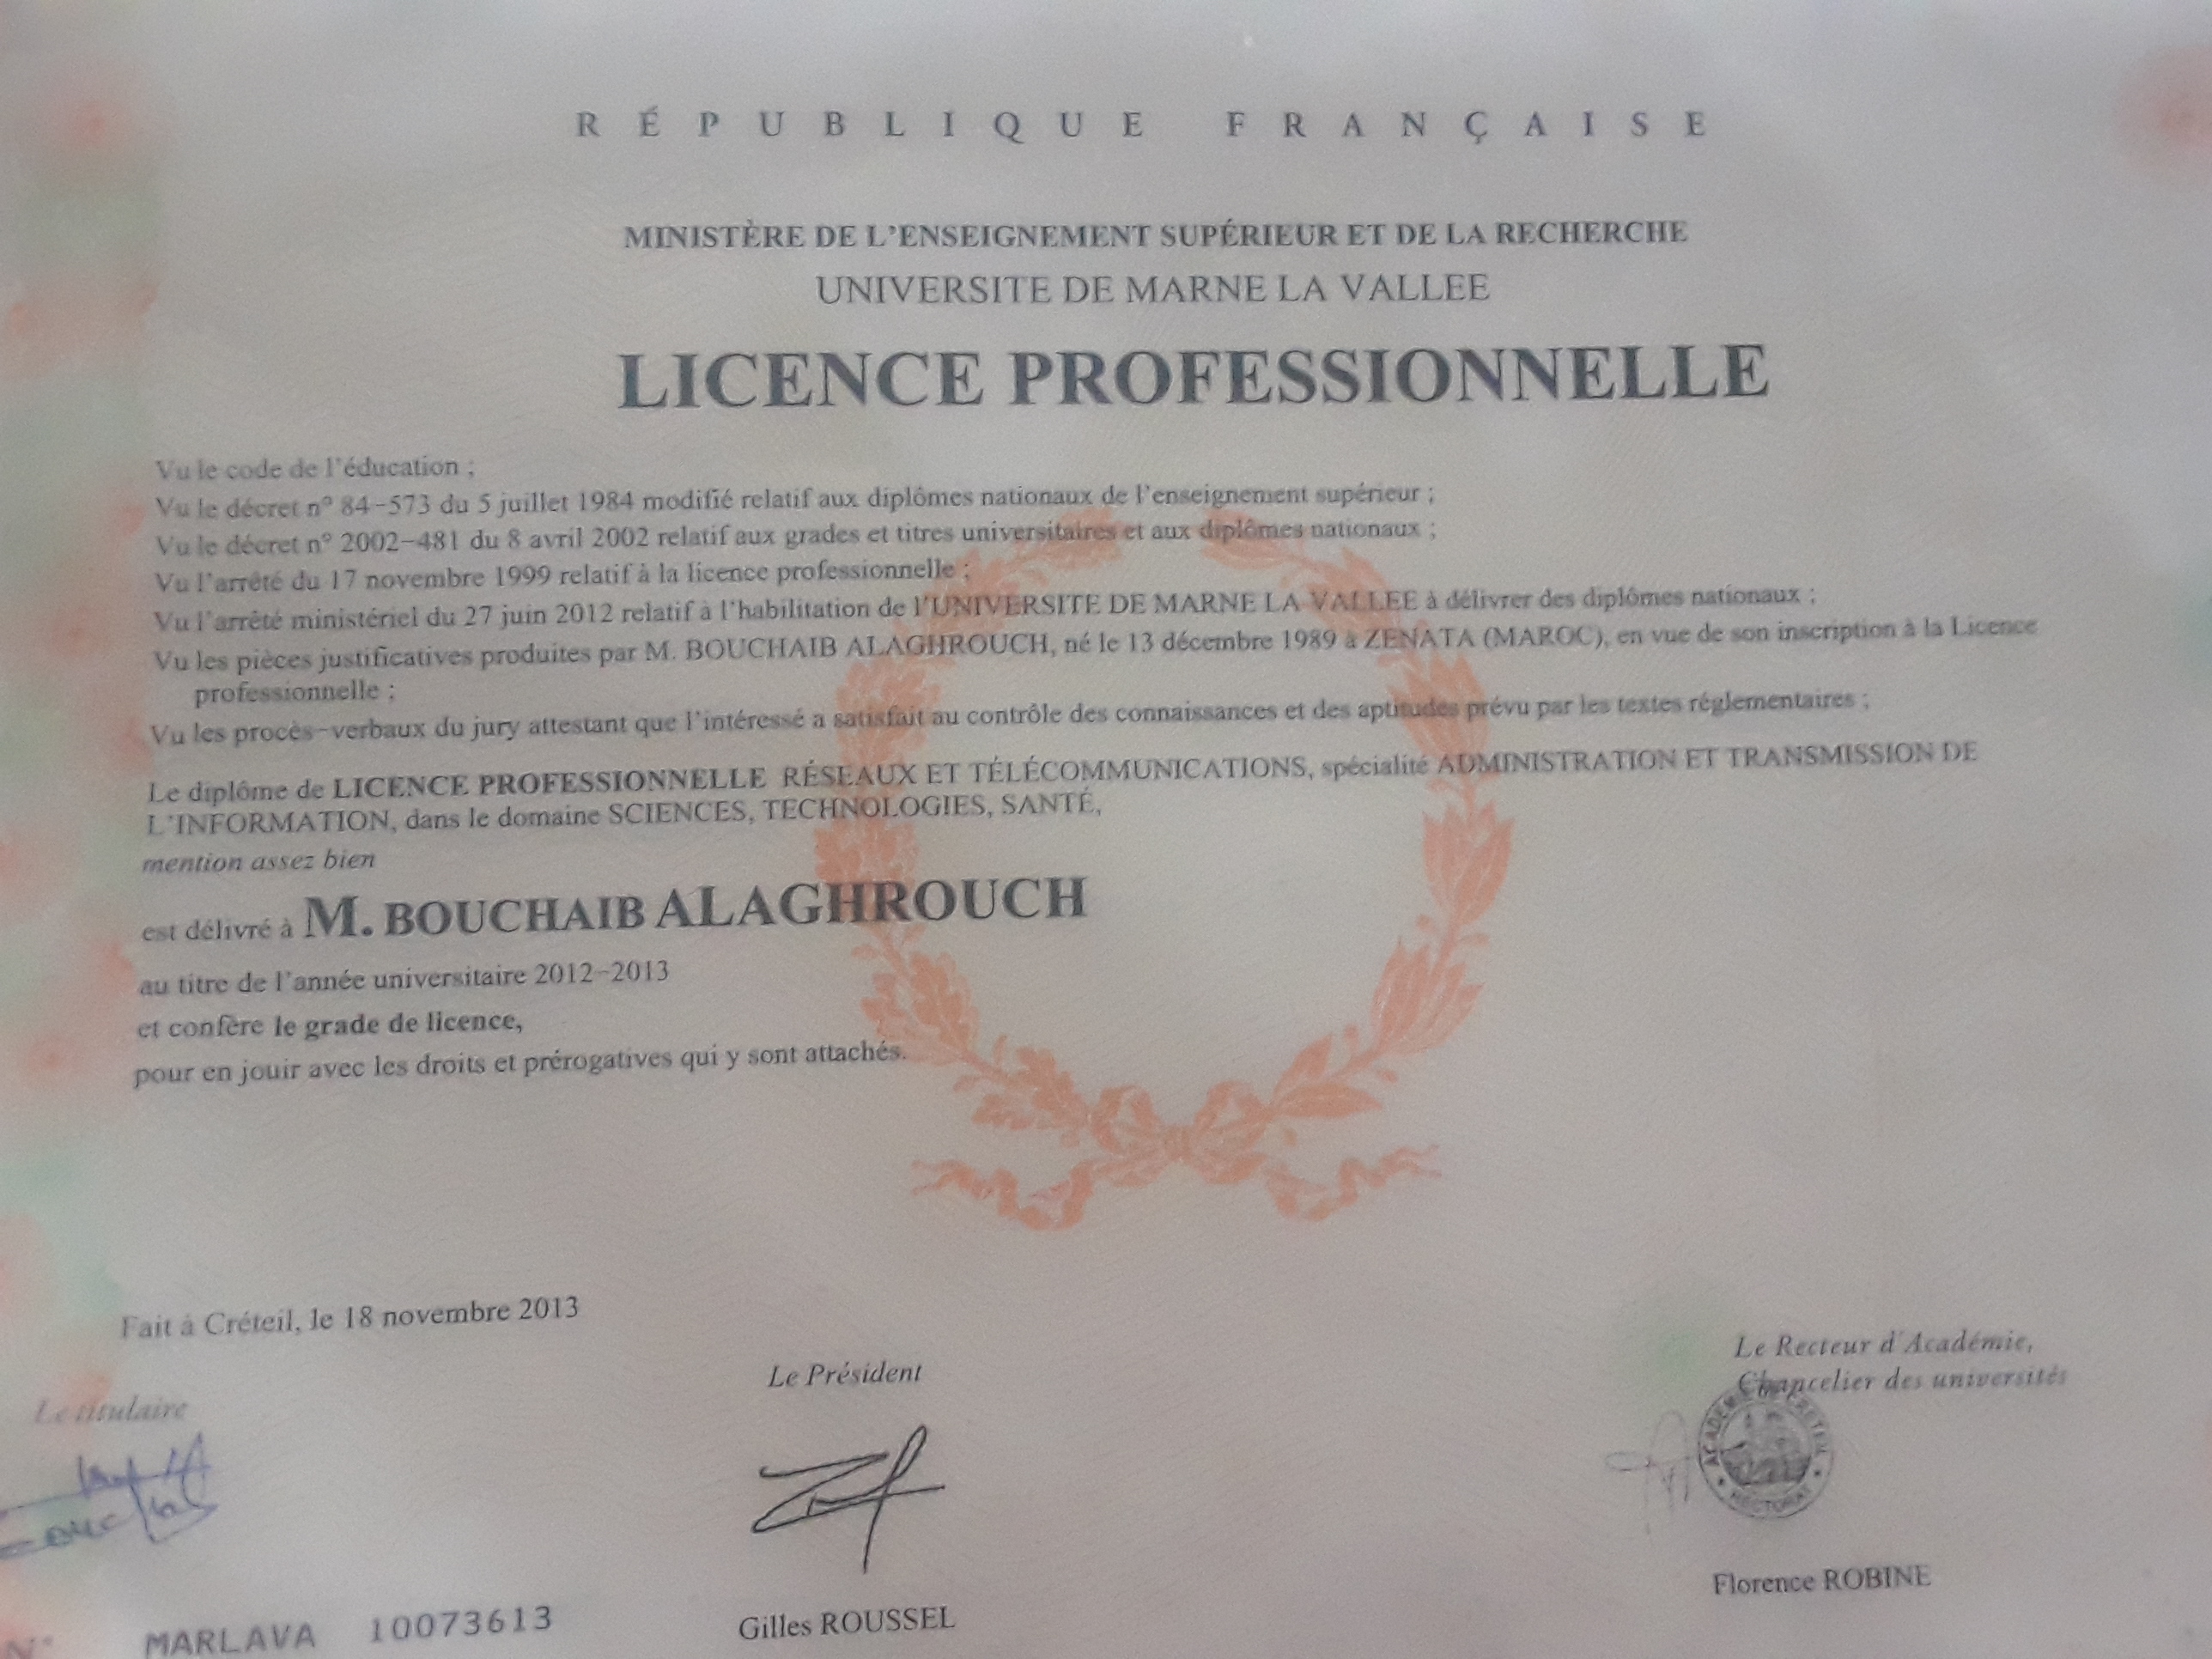 RÉPUBLIQUE FRANÇAISE
MINISTÈRE DE L'ENSEIGNEMENT SUPÉRIEUR ET DE LA RECHERCHE
UNIVERSITE DE MARNE LA VALLEE
LICENCE PROFESSIONNELLE
Vu le code de l'éducation ;
Vu le décret n° 84-573 du 5 juillet 1984 modifié relatif aux diplômes nationaux de l'enseignement supérieur ;
Vu le décret n° 2002-481 du 8 avril 2002 relatif aux grades et titres universitaires et aux diplômes nationaux ;
Vu l'arrêté du 17 novembre 1999 relatif à la licence professionnelle ;
Vu l'arrêté ministériel du 27 juin 2012 relatif à l'habilitation de l'UNIVERSITE DE MARNE LA VALLEE à délivrer des diplômes nationaux ;
Vu les pièces justificatives produites par M. BOUCHAIB ALAGHROUCH, né le 13 décembre 1989 à ZENATA (MAROC), en vue de son inscription à la Licence
professionnelle ;
Vu les procès-verbaux du jury attestant que l'intéressé a satisfait au contrôle des connaissances et des aptitudes prévu par les textes réglementaires ;
Le diplôme de LICENCE PROFESSIONNELLE RÉSEAUX ET TÉLÉCOMMUNICATIONS, spécialité ADMINISTRATION ET TRANSMISSION DE
L'INFORMATION, dans le domaine SCIENCES, TECHNOLOGIES, SANTÉ,
mention assez bien
est délivré à M. BOUCHAIB ALAGHROUCH
au titre de l'année universitaire 2012-2013
et confère le grade de licence,
pour en jouir avec les droits et prérogatives qui y sont attachés.
Fait à Créteil, le 18 novembre 2013
Le titulaire
Le Président
Le Recteur d'Académie,
Chancelier des universités
ACADÉMIE CRETEIL
RECTORAT
Gilles ROUSSEL
Florence ROBINE
N° MARLAVA 10073613